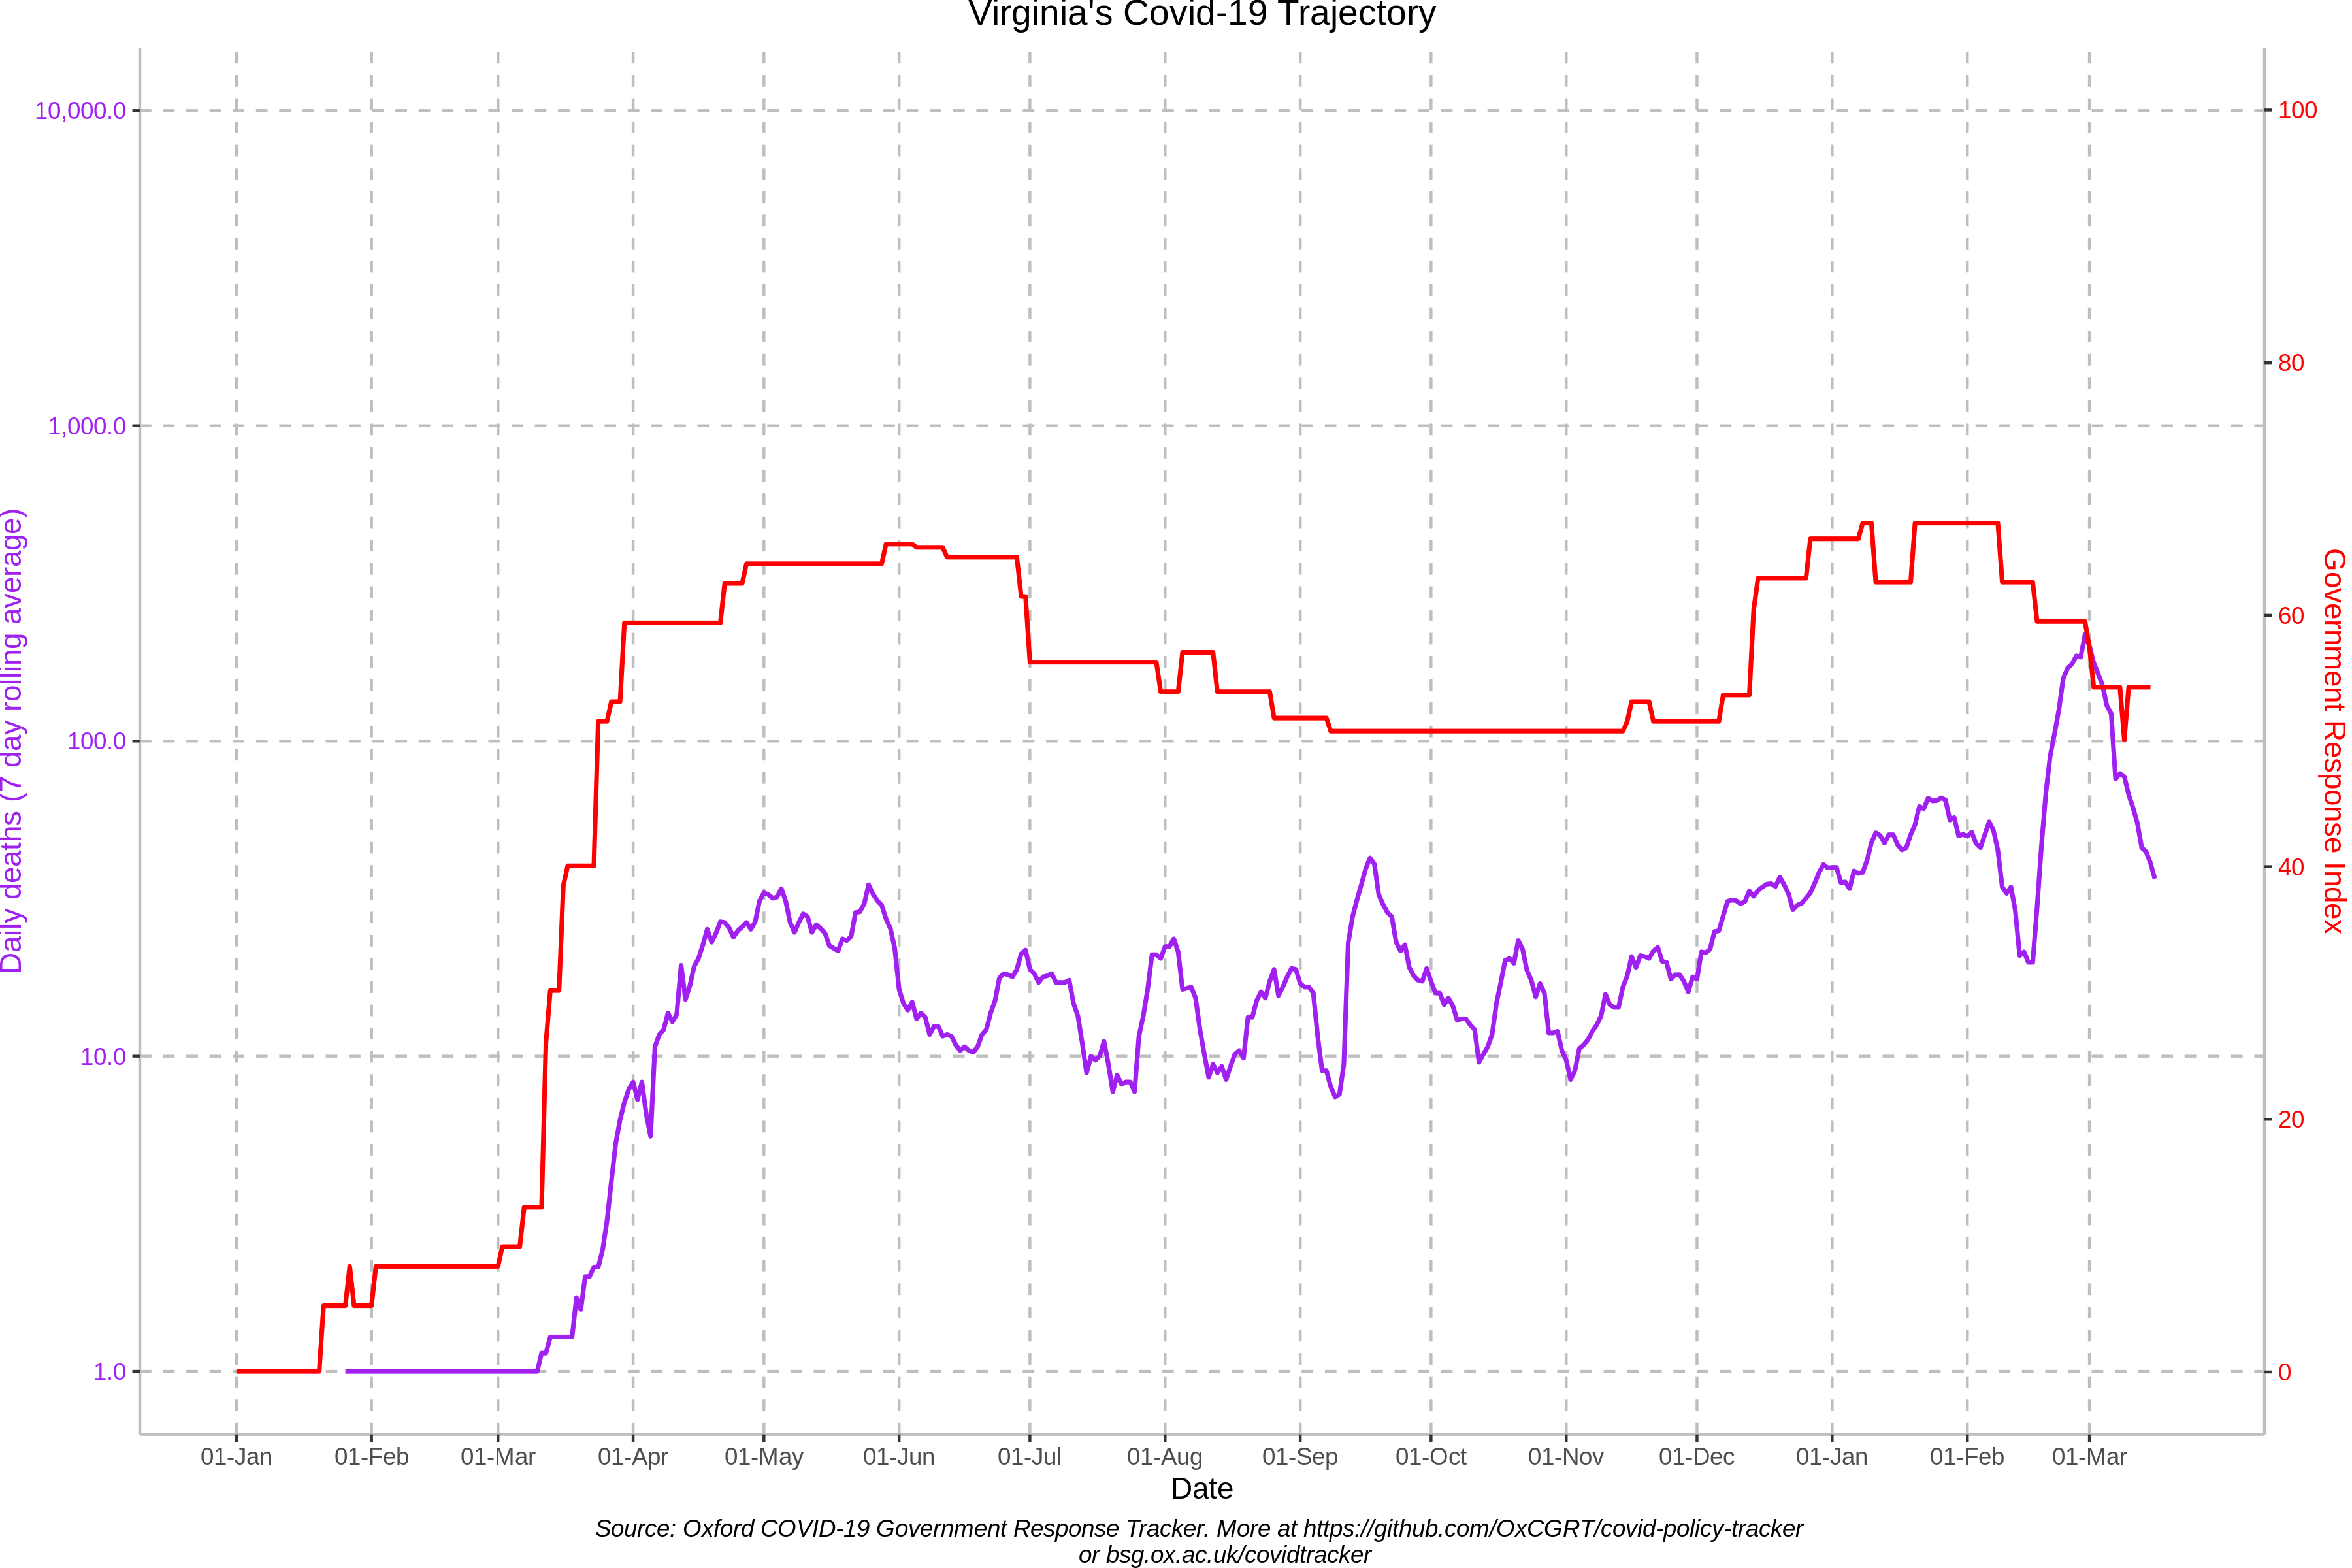 Virginia's Covid-19 Trajectory
10,000.0
1,000.0
100.0
10.0
1.0
Daily deaths (7 day rolling average)
100
80
60
40
20
0
Government Response Index
01-Jan 01-Feb 01-Mar 01-Apr 01-May 01-Jun 01-Jul 01-Aug 01-Sep 01-Oct 01-Nov 01-Dec 01-Jan 01-Feb 01-Mar
Date
Source: Oxford COVID-19 Government Response Tracker. More at https://github.com/OxCGRT/covid-policy-tracker
or bsg.ox.ac.uk/covidtracker